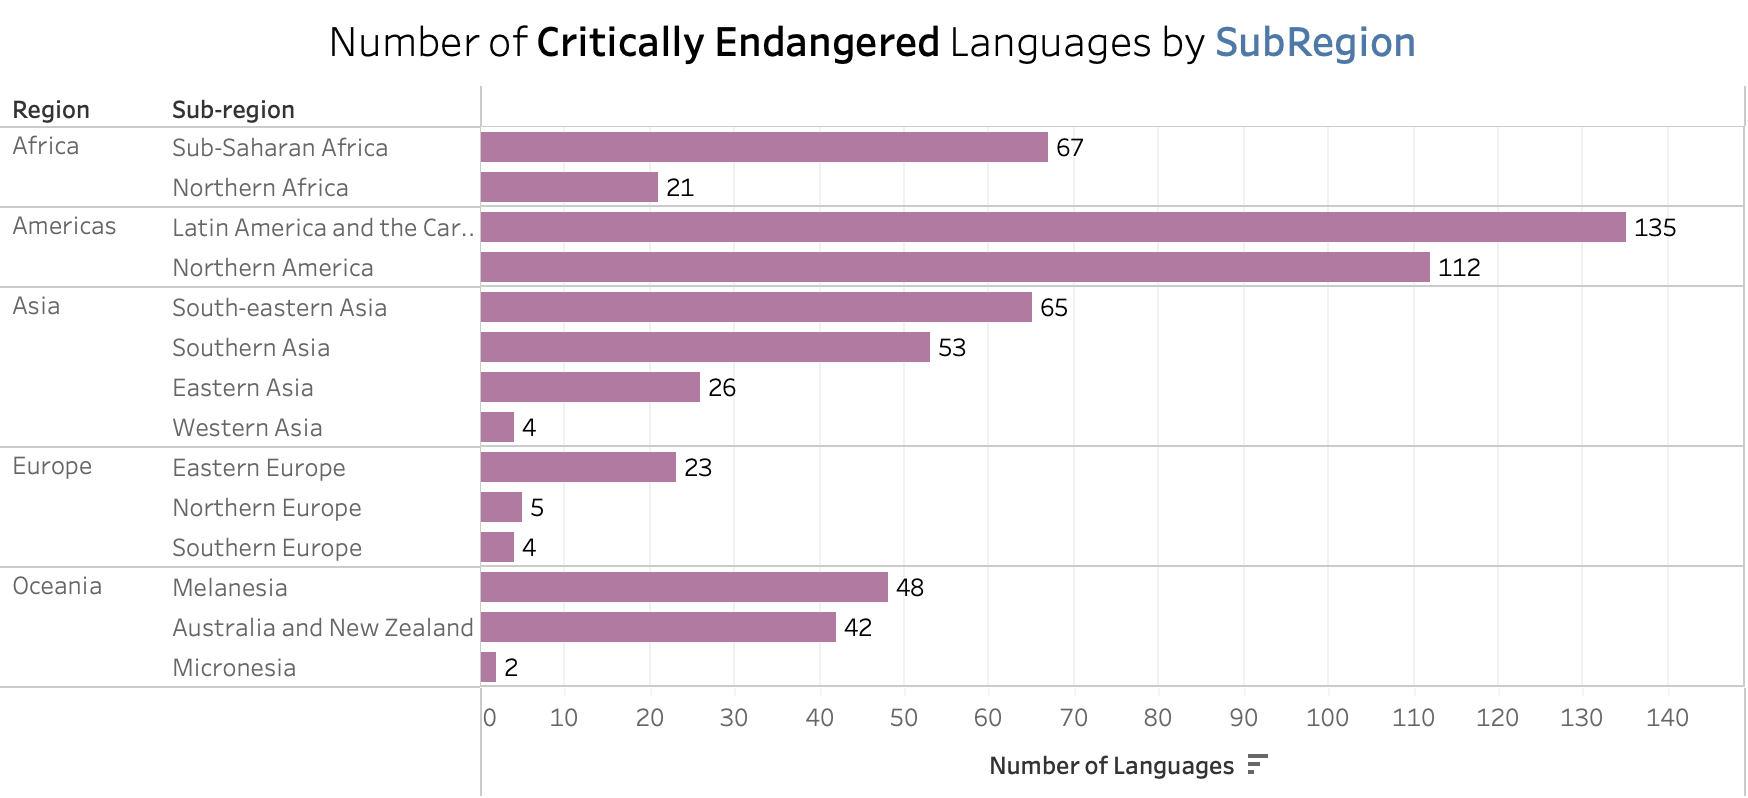 Number of Critically Endangered Languages by SubRegion
Region Sub-region
Africa Sub-Saharan Africa 67
Northern Africa 21
Americas Latin America and the Car.. 135
Northern America 112
Asia South-eastern Asia 65
Southern Asia 53
Eastern Asia 26
Western Asia 4
Europe Eastern Europe 23
Northern Europe 5
Southern Europe 4
Oceania Melanesia 48
Australia and New Zealand 42
Micronesia 2
0 10 20 30 40 50 60 70 80 90 100 110 120 130 140
Number of Languages